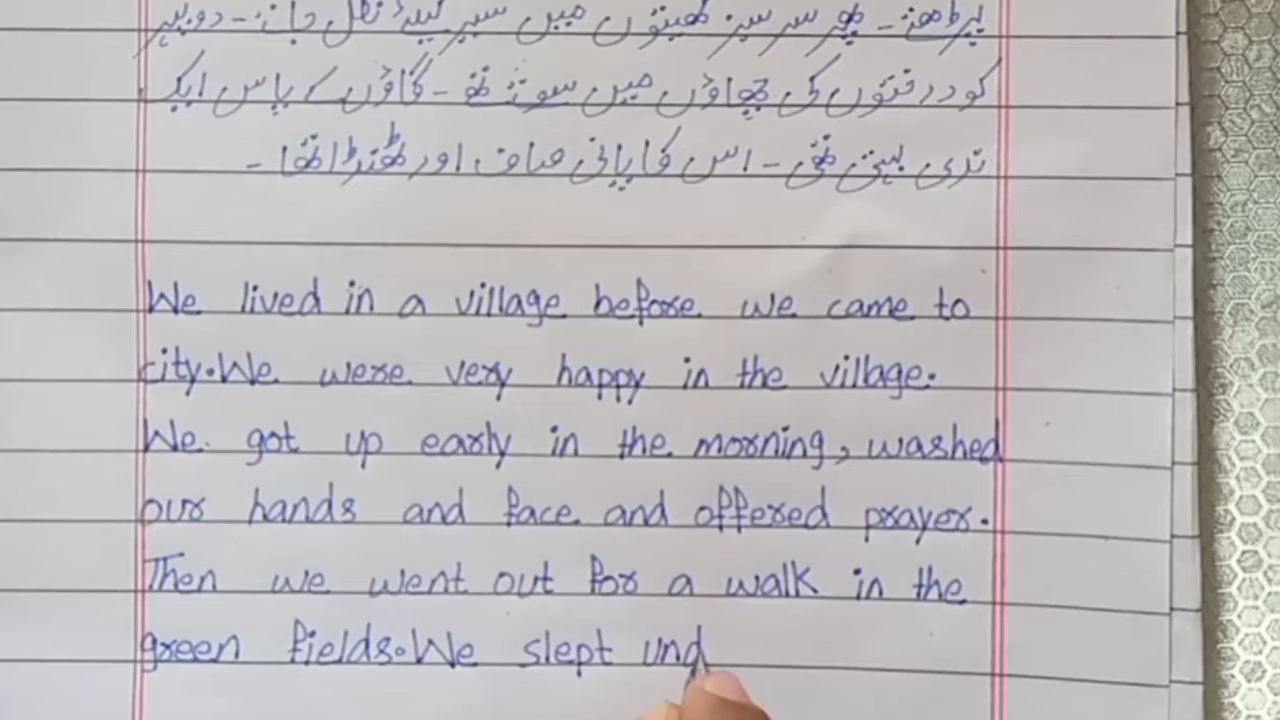 پڑھتے۔ پھر سر سبز کھیتوں میں سیر کیلئے نکل جاتے۔ دوپہر
کو درختوں کی چھاؤں میں سوتے تھے۔ گاؤں کے پاس ایک
ندی بہتی تھی۔ اس کا پانی صاف اور ٹھنڈا تھا۔
We lived in a village before we came to
city. We were very happy in the village.
We got up early in the morning, washed
our hands and face and offered prayer.
Then we went out for a walk in the
green fields. We slept und